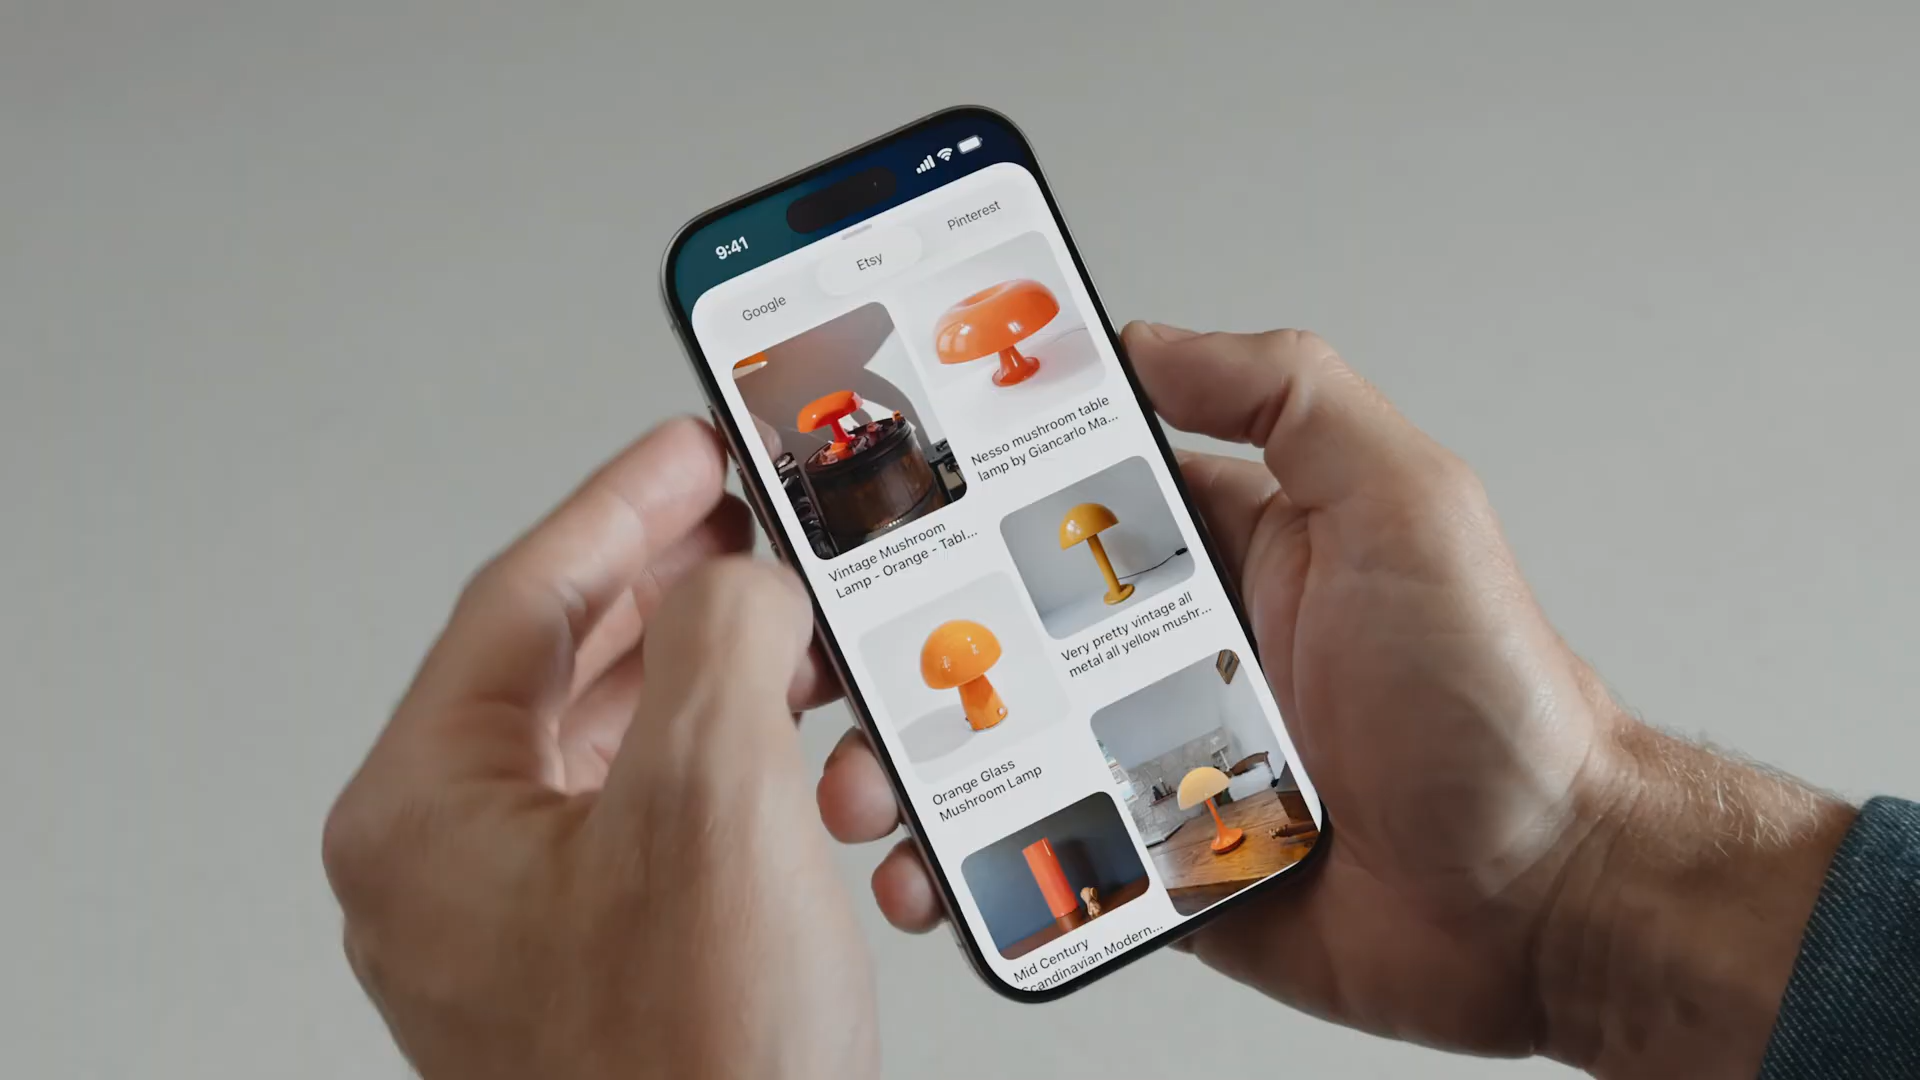 9:41
Google
Etsy
Pinterest
Vintage Mushroom
Lamp - Orange - Tabl...
Nesso mushroom table
lamp by Giancarlo Ma...
Very pretty vintage all
metal all yellow mushr...
Orange Glass
Mushroom Lamp
Mid Century
Scandinavian Modern...